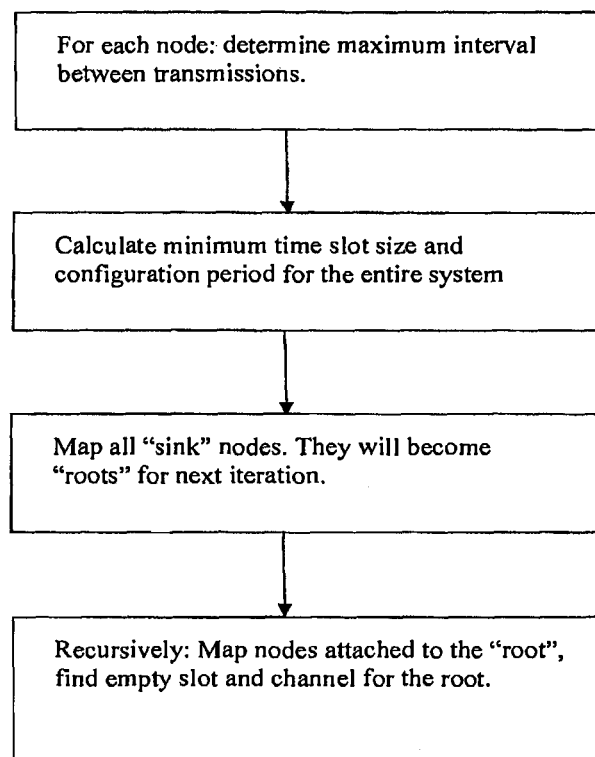 For each node: determine maximum interval
between transmissions.
Calculate minimum time slot size and
configuration period for the entire system
Map all “sink” nodes. They will become
“roots” for next iteration.
Recursively: Map nodes attached to the “root”,
find empty slot and channel for the root.